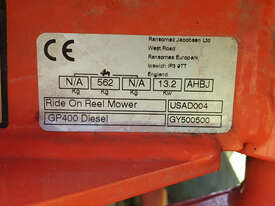 Ransomes Jacobsen Ltd
West Road
Ransomes Europark
Ipswich IP3 9TT
England
CE
N/A 562 N/A 13.2 AHBJ
Kg Kg Kg Kw
Ride On Reel Mower USAD004
GP400 Diesel GY500500